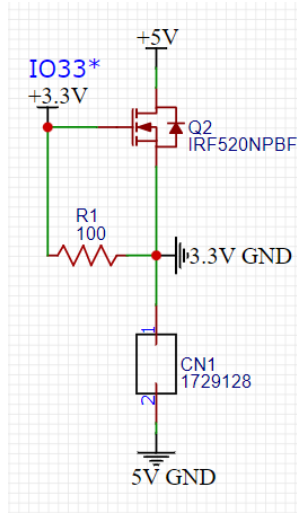 +5V
IO33*
+3.3V
Q2
IRF520NPBF
R1
100
3.3V GND
1
CN1
1729128
2
5V GND